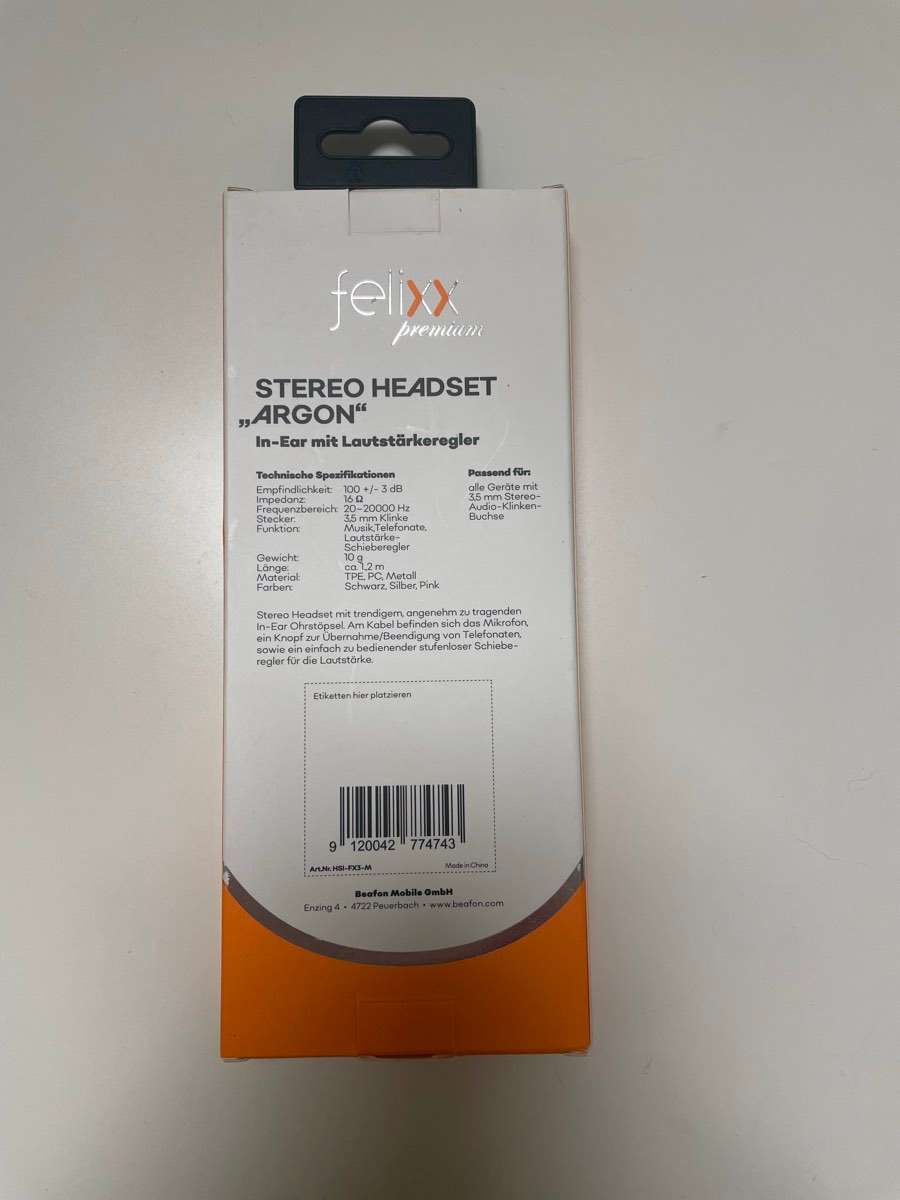 felixx
premium
STEREO HEADSET
„ARGON“
In-Ear mit Lautstärkeregler
Technische Spezifikationen
Empfindlichkeit: 100 +/- 3 dB
Impedanz: 16 Ω
Frequenzbereich: 20–20000 Hz
Stecker: 3,5 mm Klinke
Funktion: Musik,Telefonate,
Lautstärke-
Schieberegler
Gewicht: 10 g
Länge: ca. 1,2 m
Material: TPE, PC, Metall
Farben: Schwarz, Silber, Pink
Passend für:
alle Geräte mit
3,5 mm Stereo-
Audio-Klinken-
Buchse
Stereo Headset mit trendigem, angenehm zu tragenden
In-Ear Ohrstöpsel. Am Kabel befinden sich das Mikrofon,
ein Knopf zur Übernahme/Beendigung von Telefonaten,
sowie ein einfach zu bedienender stufenloser Schiebe-
regler für die Lautstärke.
Etiketten hier platzieren
9 120042 774743
Art.Nr. HSI-FX3-M Made in China
Beafon Mobile GmbH
Enzing 4 • 4722 Peuerbach • www.beafon.com